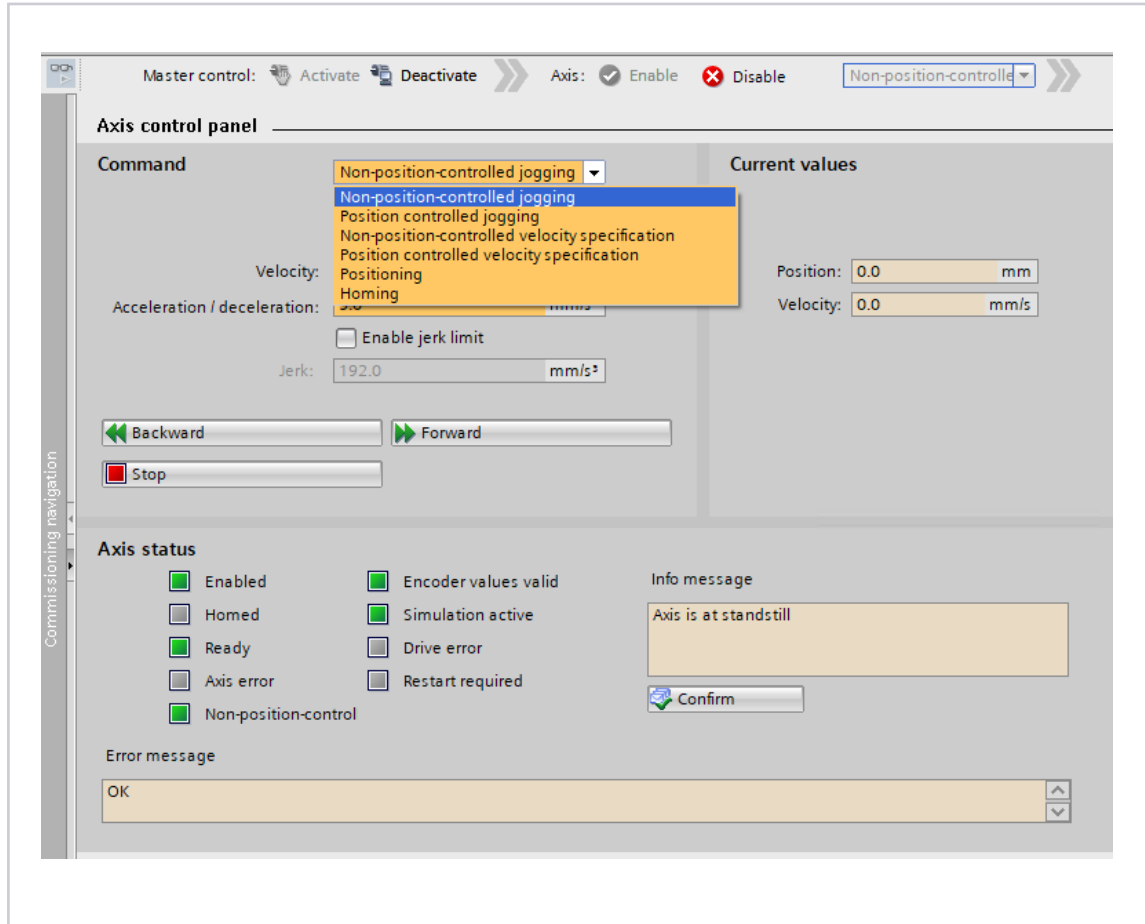 Master control: Activate Deactivate Axis: Enable Disable Non-position-controlle
Axis control panel
Command
Non-position-controlled jogging
Non-position-controlled jogging
Position controlled jogging
Non-position-controlled velocity specification
Position controlled velocity specification
Positioning
Homing
Velocity:
Acceleration / deceleration:
Enable jerk limit
Jerk: 192.0 mm/s³
Backward Forward
Stop
Current values
Position: 0.0 mm
Velocity: 0.0 mm/s
Commissioning navigation
Axis status
Enabled Encoder values valid
Homed Simulation active
Ready Drive error
Axis error Restart required
Non-position-control
Info message
Axis is at standstill
Confirm
Error message
OK